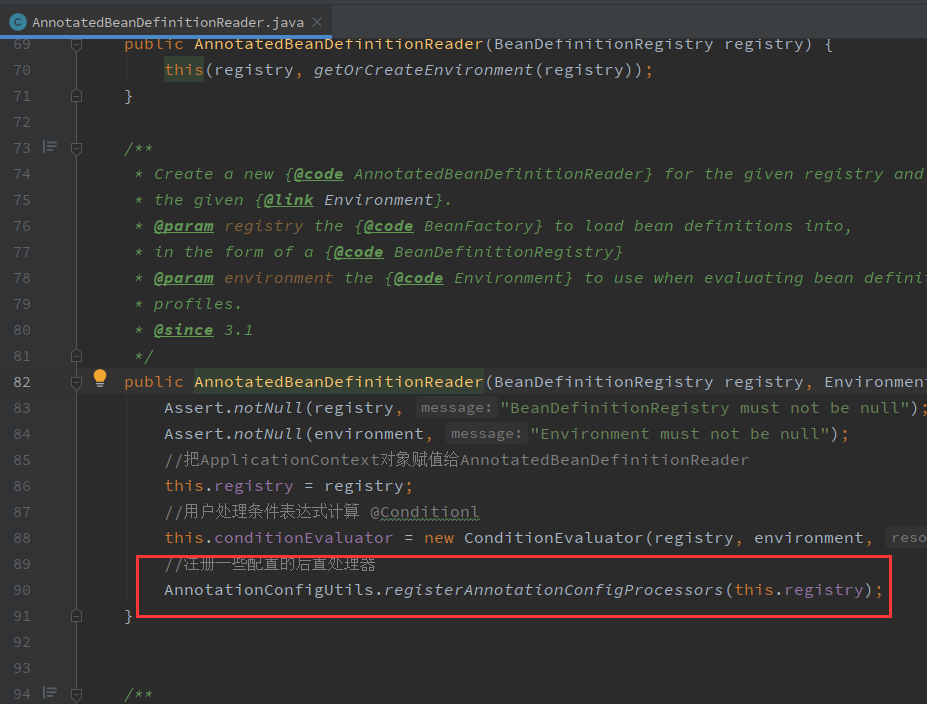 AnnotatedBeanDefinitionReader.java
69 public AnnotatedBeanDefinitionReader(BeanDefinitionRegistry registry) {
70 this(registry, getOrCreateEnvironment(registry));
71 }
72
73 /**
74 * Create a new {@code AnnotatedBeanDefinitionReader} for the given registry and
75 * the given {@link Environment}.
76 * @param registry the {@code BeanFactory} to load bean definitions into,
77 * in the form of a {@code BeanDefinitionRegistry}
78 * @param environment the {@code Environment} to use when evaluating bean defini
79 * profiles.
80 * @since 3.1
81 */
82 public AnnotatedBeanDefinitionReader(BeanDefinitionRegistry registry, Environment
83 Assert.notNull(registry, message: "BeanDefinitionRegistry must not be null");
84 Assert.notNull(environment, message: "Environment must not be null");
85 //把ApplicationContext对象赋值给AnnotatedBeanDefinitionReader
86 this.registry = registry;
87 //用户处理条件表达式计算 @Conditionl
88 this.conditionEvaluator = new ConditionEvaluator(registry, environment, reso
89 //注册一些配置的后置处理器
90 AnnotationConfigUtils.registerAnnotationConfigProcessors(this.registry);
91 }
92
93
94 /**